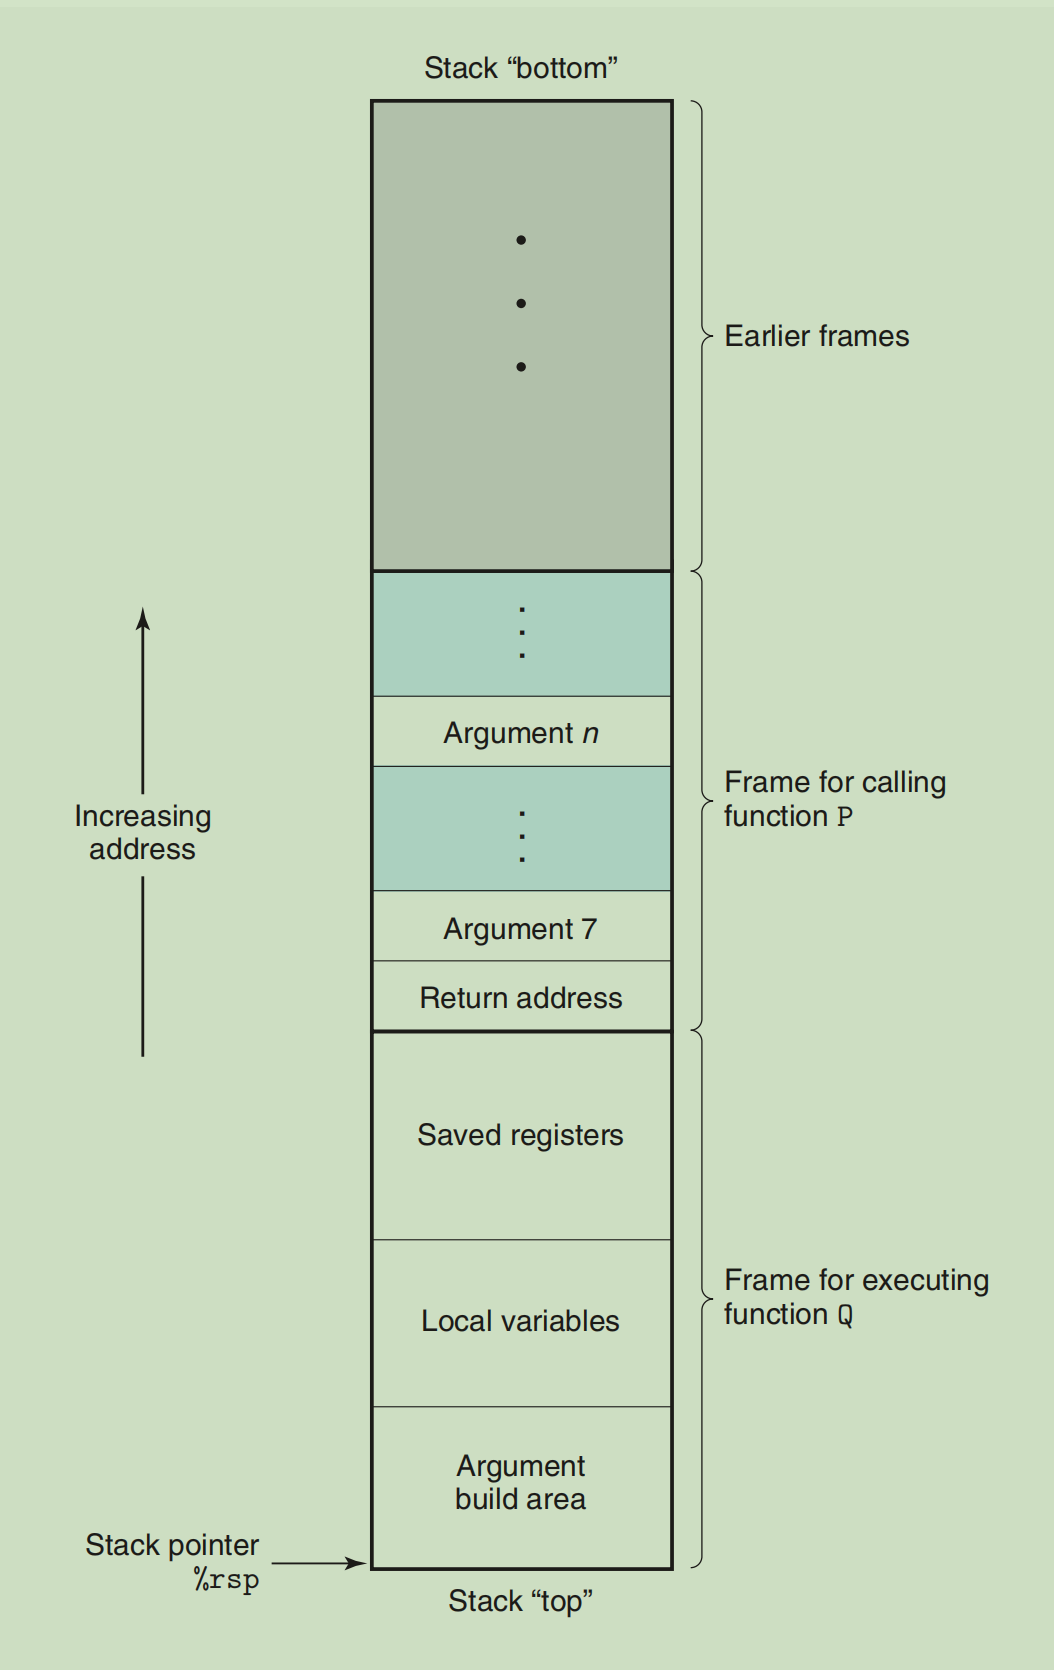 Stack “bottom”
Earlier frames
Argument n
Increasing
address
Frame for calling
function P
Argument 7
Return address
Saved registers
Frame for executing
function Q
Local variables
Argument
build area
Stack pointer
%rsp
Stack “top”